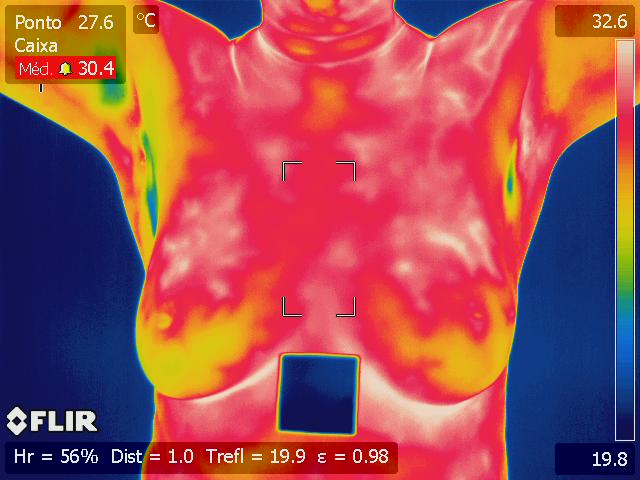 Ponto 27.6 °C
Caixa
Méd. 30.4
32.6
FLIR
Hr = 56% Dist = 1.0 Trefl = 19.9 ε = 0.98
19.8